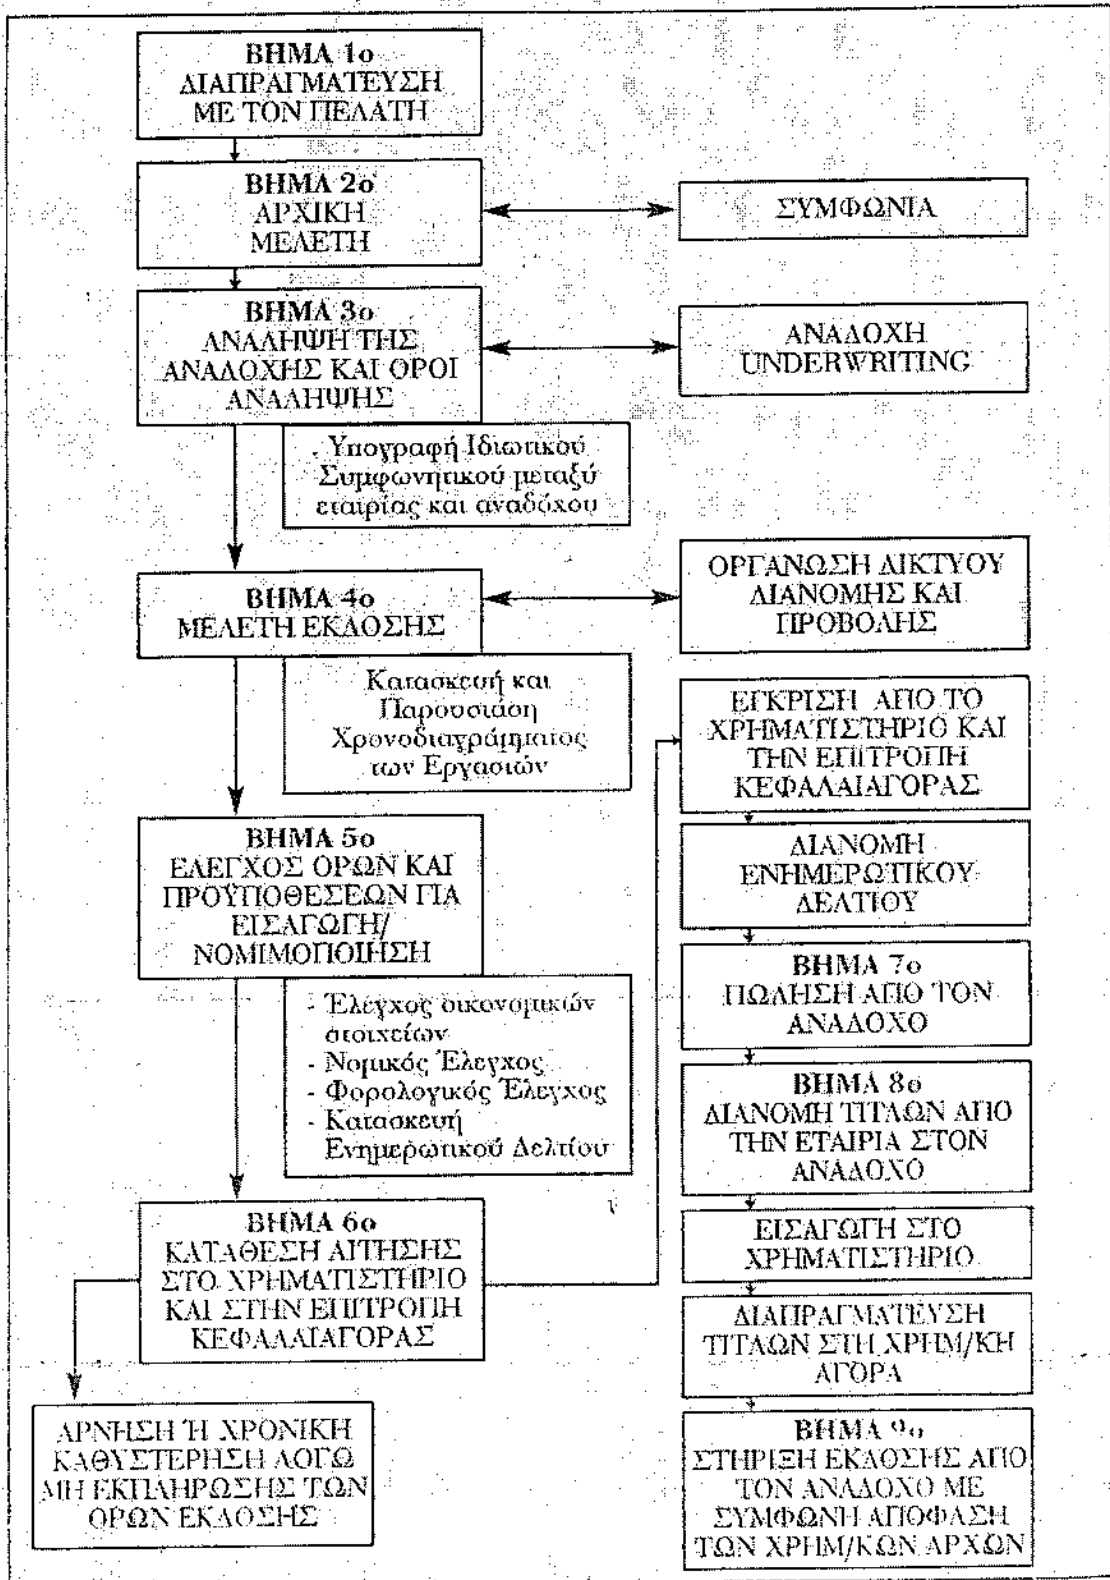 ΒΗΜΑ 1ο
ΔΙΑΠΡΑΓΜΑΤΕΥΣΗ
ΜΕ ΤΟΝ ΠΕΛΑΤΗ
ΒΗΜΑ 2ο
ΑΡΧΙΚΗ
ΜΕΛΕΤΗ
ΣΥΜΦΩΝΙΑ
ΒΗΜΑ 3ο
ΑΝΑΛΗΨΗ ΤΗΣ
ΑΝΑΔΟΧΗΣ ΚΑΙ ΟΡΟΙ
ΑΝΑΛΗΨΗΣ
ΑΝΑΔΟΧΗ
UNDERWRITING
. Υπογραφή Ιδιωτικού
Συμφωνητικού μεταξύ
εταιρίας και αναδόχου
ΒΗΜΑ 4ο
ΜΕΛΕΤΗ ΕΚΔΟΣΗΣ
ΟΡΓΑΝΩΣΗ ΔΙΚΤΥΟΥ
ΔΙΑΝΟΜΗΣ ΚΑΙ
ΠΡΟΒΟΛΗΣ
Κατασκευή και
Παρουσιάση
Χρονοδιαγράμματος
των Εργασιών
ΒΗΜΑ 5ο
ΕΛΕΓΧΟΣ ΟΡΩΝ ΚΑΙ
ΠΡΟΫΠΟΘΕΣΕΩΝ ΓΙΑ
ΕΙΣΑΓΩΓΗ/
ΝΟΜΙΜΟΠΟΙΗΣΗ
- Έλεγχος οικονομικών
στοιχείων
- Νομικός Έλεγχος
- Φορολογικός Έλεγχος
- Κατασκευή
Ενημερωτικού Δελτίου
ΒΗΜΑ 6ο
ΚΑΤΑΘΕΣΗ ΑΙΤΗΣΗΣ
ΣΤΟ ΧΡΗΜΑΤΙΣΤΗΡΙΟ
ΚΑΙ ΣΤΗΝ ΕΠΙΤΡΟΠΗ
ΚΕΦΑΛΑΙΑΓΟΡΑΣ
ΑΡΝΗΣΗ Ή ΧΡΟΝΙΚΗ
ΚΑΘΥΣΤΕΡΗΣΗ ΛΟΓΩ
ΜΗ ΕΚΠΛΗΡΩΣΗΣ ΤΩΝ
ΟΡΩΝ ΕΚΔΟΣΗΣ
ΕΓΚΡΙΣΗ ΑΠΟ ΤΟ
ΧΡΗΜΑΤΙΣΤΗΡΙΟ ΚΑΙ
ΤΗΝ ΕΠΙΤΡΟΠΗ
ΚΕΦΑΛΑΙΑΓΟΡΑΣ
ΔΙΑΝΟΜΗ
ΕΝΗΜΕΡΩΤΙΚΟΥ
ΔΕΛΤΙΟΥ
ΒΗΜΑ 7ο
ΠΩΛΗΣΗ ΑΠΟ ΤΟΝ
ΑΝΑΔΟΧΟ
ΒΗΜΑ 8ο
ΔΙΑΝΟΜΗ ΤΙΤΛΩΝ ΑΠΟ
ΤΗΝ ΕΤΑΙΡΙΑ ΣΤΟΝ
ΑΝΑΔΟΧΟ
ΕΙΣΑΓΩΓΗ ΣΤΟ
ΧΡΗΜΑΤΙΣΤΗΡΙΟ
ΔΙΑΠΡΑΓΜΑΤΕΥΣΗ
ΤΙΤΛΩΝ ΣΤΗ ΧΡΗΜ/ΚΗ
ΑΓΟΡΑ
ΒΗΜΑ 9ο
ΣΤΗΡΙΞΗ ΕΚΔΟΣΗΣ ΑΠΟ
ΤΟΝ ΑΝΑΔΟΧΟ ΜΕ
ΣΥΜΦΩΝΗ ΑΠΟΦΑΣΗ
ΤΩΝ ΧΡΗΜ/ΚΩΝ ΑΡΧΩΝ